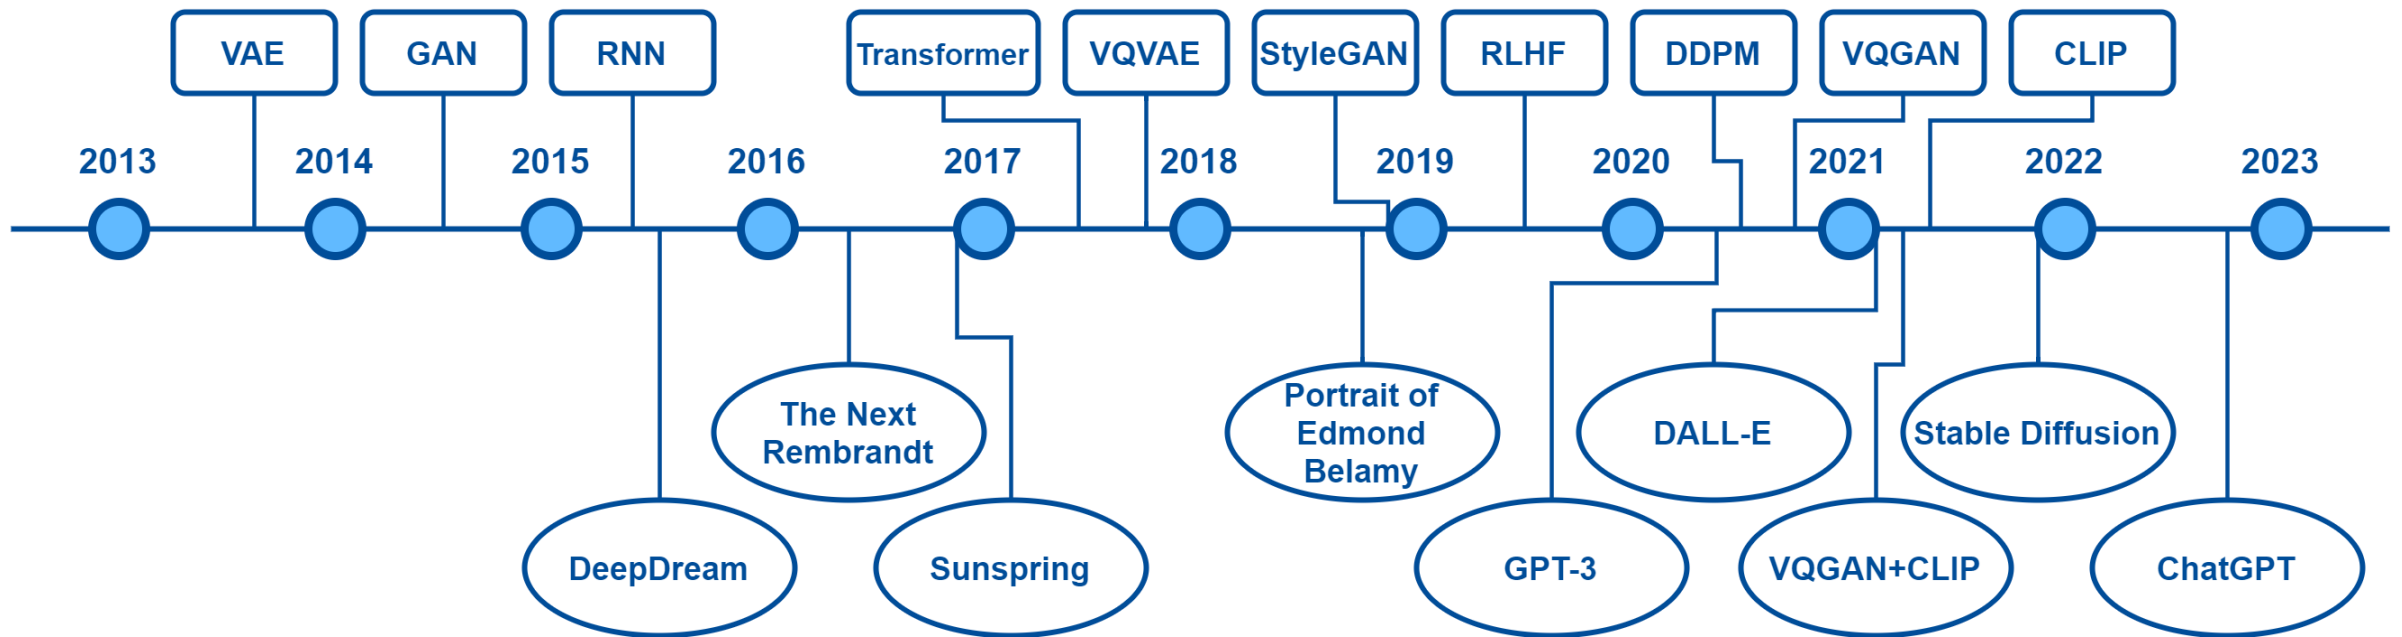 VAE
GAN
RNN
Transformer
VQVAE
StyleGAN
RLHF
DDPM
VQGAN
CLIP
2013
2014
2015
2016
2017
2018
2019
2020
2021
2022
2023
The Next
Rembrandt
Portrait of
Edmond
Belamy
DALL-E
Stable Diffusion
DeepDream
Sunspring
GPT-3
VQGAN+CLIP
ChatGPT